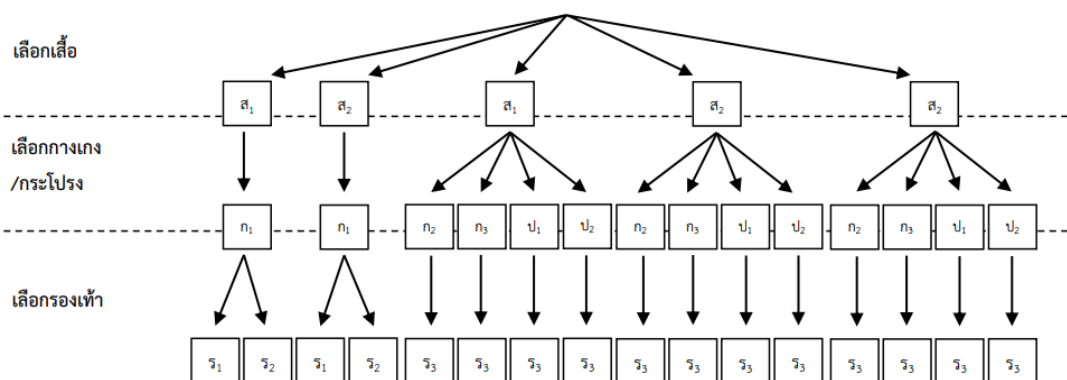 เลือกเสื้อ
ส₁ ส₂ ส₁ ส₂ ส₂
เลือกกางเกง
/กระโปรง
ก₁ ก₁ ก₂ ก₃ ป₁ ป₂ ก₂ ก₃ ป₁ ป₂ ก₂ ก₃ ป₁ ป₂
เลือกรองเท้า
ร₁ ร₂ ร₁ ร₂ ร₃ ร₃ ร₃ ร₃ ร₃ ร₃ ร₃ ร₃ ร₃ ร₃ ร₃ ร₃